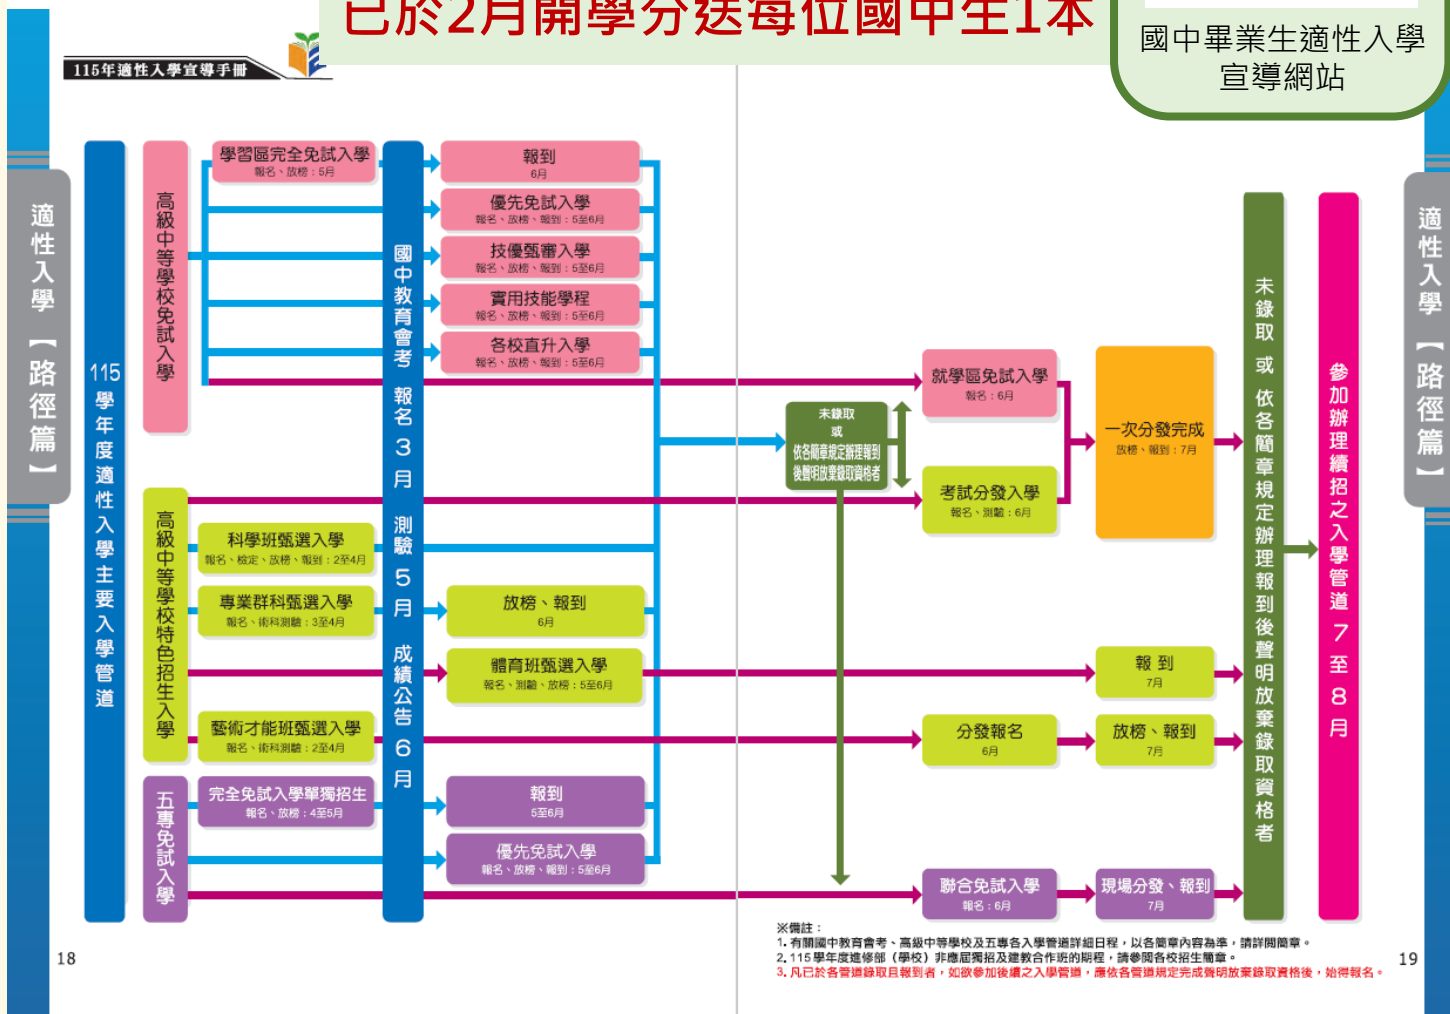 已於2月開學分送每位國中生1本
國中畢業生適性入學
宣導網站
115年適性入學宣導手冊
適性入學【路徑篇】
115學年度適性入學主要入學管道
高級中等學校免試入學
學習區完全免試入學
報名、放榜：5月
國中教育會考 報名3月 測驗5月 成績公告6月
報到
6月
優先免試入學
報名、放榜、報到：5至6月
技優甄審入學
報名、放榜、報到：5至6月
實用技能學程
報名、放榜、報到：5至6月
各校直升入學
報名、放榜、報到：5至6月
未錄取
或
依各簡章規定辦理報到
後聲明放棄錄取資格者
就學區免試入學
報名：6月
考試分發入學
報名、測驗：6月
一次分發完成
放榜、報到：7月
高級中等學校特色招生入學
科學班甄選入學
報名、檢定、放榜、報到：2至4月
專業群科甄選入學
報名、術科測驗：3至4月
放榜、報到
6月
體育班甄選入學
報名、測驗、放榜：5至6月
報到
7月
藝術才能班甄選入學
報名、術科測驗：2至4月
分發報名
6月
放榜、報到
7月
五專免試入學
完全免試入學單獨招生
報名、放榜：4至5月
報到
5至6月
優先免試入學
報名、放榜、報到：5至6月
聯合免試入學
報名：6月
現場分發、報到
7月
未錄取 或 依各簡章規定辦理報到後聲明放棄錄取資格者
參加辦理續招之入學管道 7至8月
適性入學【路徑篇】
※備註：
1. 有關國中教育會考、高級中等學校及五專各入學管道詳細日程，以各簡章內容為準，請詳閱簡章。
2. 115學年度進修部（學校）非應屆獨招及建教合作班的期程，請參閱各校招生簡章。
3. 凡已於各管道錄取且報到者，如欲參加後續之入學管道，應依各管道規定完成聲明放棄錄取資格後，始得報名。
18
19